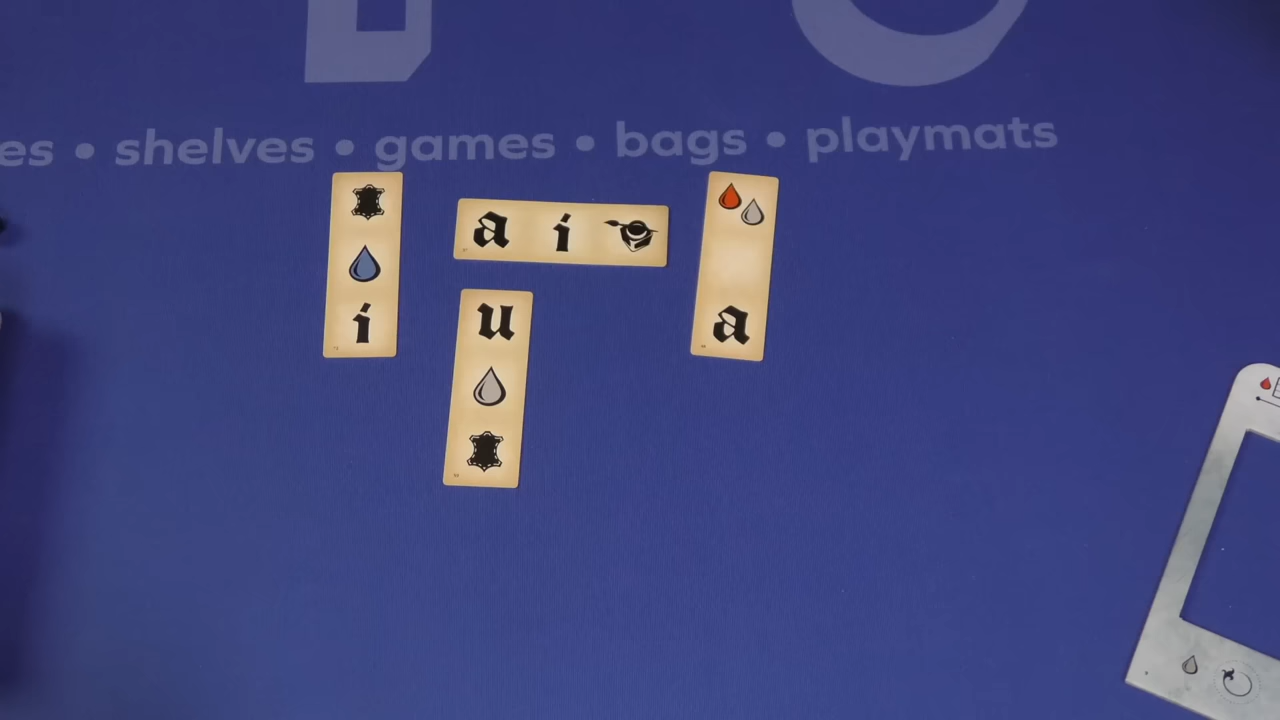 es • shelves • games • bags • playmats
i
a i
a
u